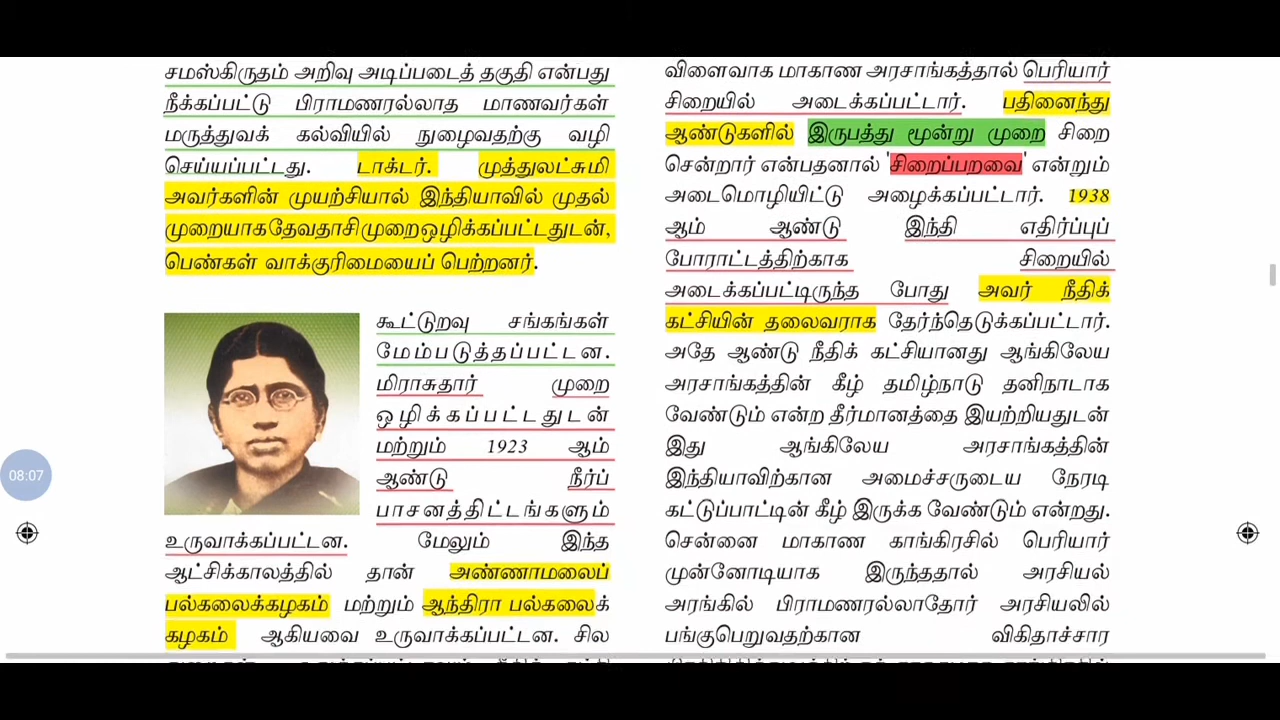 சமஸ்கிருதம் அறிவு அடிப்படைத் தகுதி என்பது
நீக்கப்பட்டு பிராமணரல்லாத மாணவர்கள்
மருத்துவக் கல்வியில் நுழைவதற்கு வழி
செய்யப்பட்டது. டாக்டர். முத்துலட்சுமி
அவர்களின் முயற்சியால் இந்தியாவில் முதல்
முறையாகதேவதாசிமுறைஒழிக்கப்பட்டதுடன்,
பெண்கள் வாக்குரிமையைப் பெற்றனர்.
கூட்டுறவு சங்கங்கள்
மேம்படுத்தப்பட்டன.
மிராசுதார் முறை
ஒழிக்கப்பட்டதுடன்
மற்றும் 1923 ஆம்
ஆண்டு நீர்ப்
பாசனத்திட்டங்களும்
உருவாக்கப்பட்டன. மேலும் இந்த
ஆட்சிக்காலத்தில் தான் அண்ணாமலைப்
பல்கலைக்கழகம் மற்றும் ஆந்திரா பல்கலைக்
கழகம் ஆகியவை உருவாக்கப்பட்டன. சில
விளைவாக மாகாண அரசாங்கத்தால் பெரியார்
சிறையில் அடைக்கப்பட்டார். பதினைந்து
ஆண்டுகளில் இருபத்து மூன்று முறை சிறை
சென்றார் என்பதனால் 'சிறைப்பறவை' என்றும்
அடைமொழியிட்டு அழைக்கப்பட்டார். 1938
ஆம் ஆண்டு இந்தி எதிர்ப்புப்
போராட்டத்திற்காக சிறையில்
அடைக்கப்பட்டிருந்த போது அவர் நீதிக்
கட்சியின் தலைவராக தேர்ந்தெடுக்கப்பட்டார்.
அதே ஆண்டு நீதிக் கட்சியானது ஆங்கிலேய
அரசாங்கத்தின் கீழ் தமிழ்நாடு தனிநாடாக
வேண்டும் என்ற தீர்மானத்தை இயற்றியதுடன்
இது ஆங்கிலேய அரசாங்கத்தின்
இந்தியாவிற்கான அமைச்சருடைய நேரடி
கட்டுப்பாட்டின் கீழ் இருக்க வேண்டும் என்றது.
சென்னை மாகாண காங்கிரசில் பெரியார்
முன்னோடியாக இருந்ததால் அரசியல்
அரங்கில் பிராமணரல்லாதோர் அரசியலில்
பங்குபெறுவதற்கான விகிதாச்சார
08:07